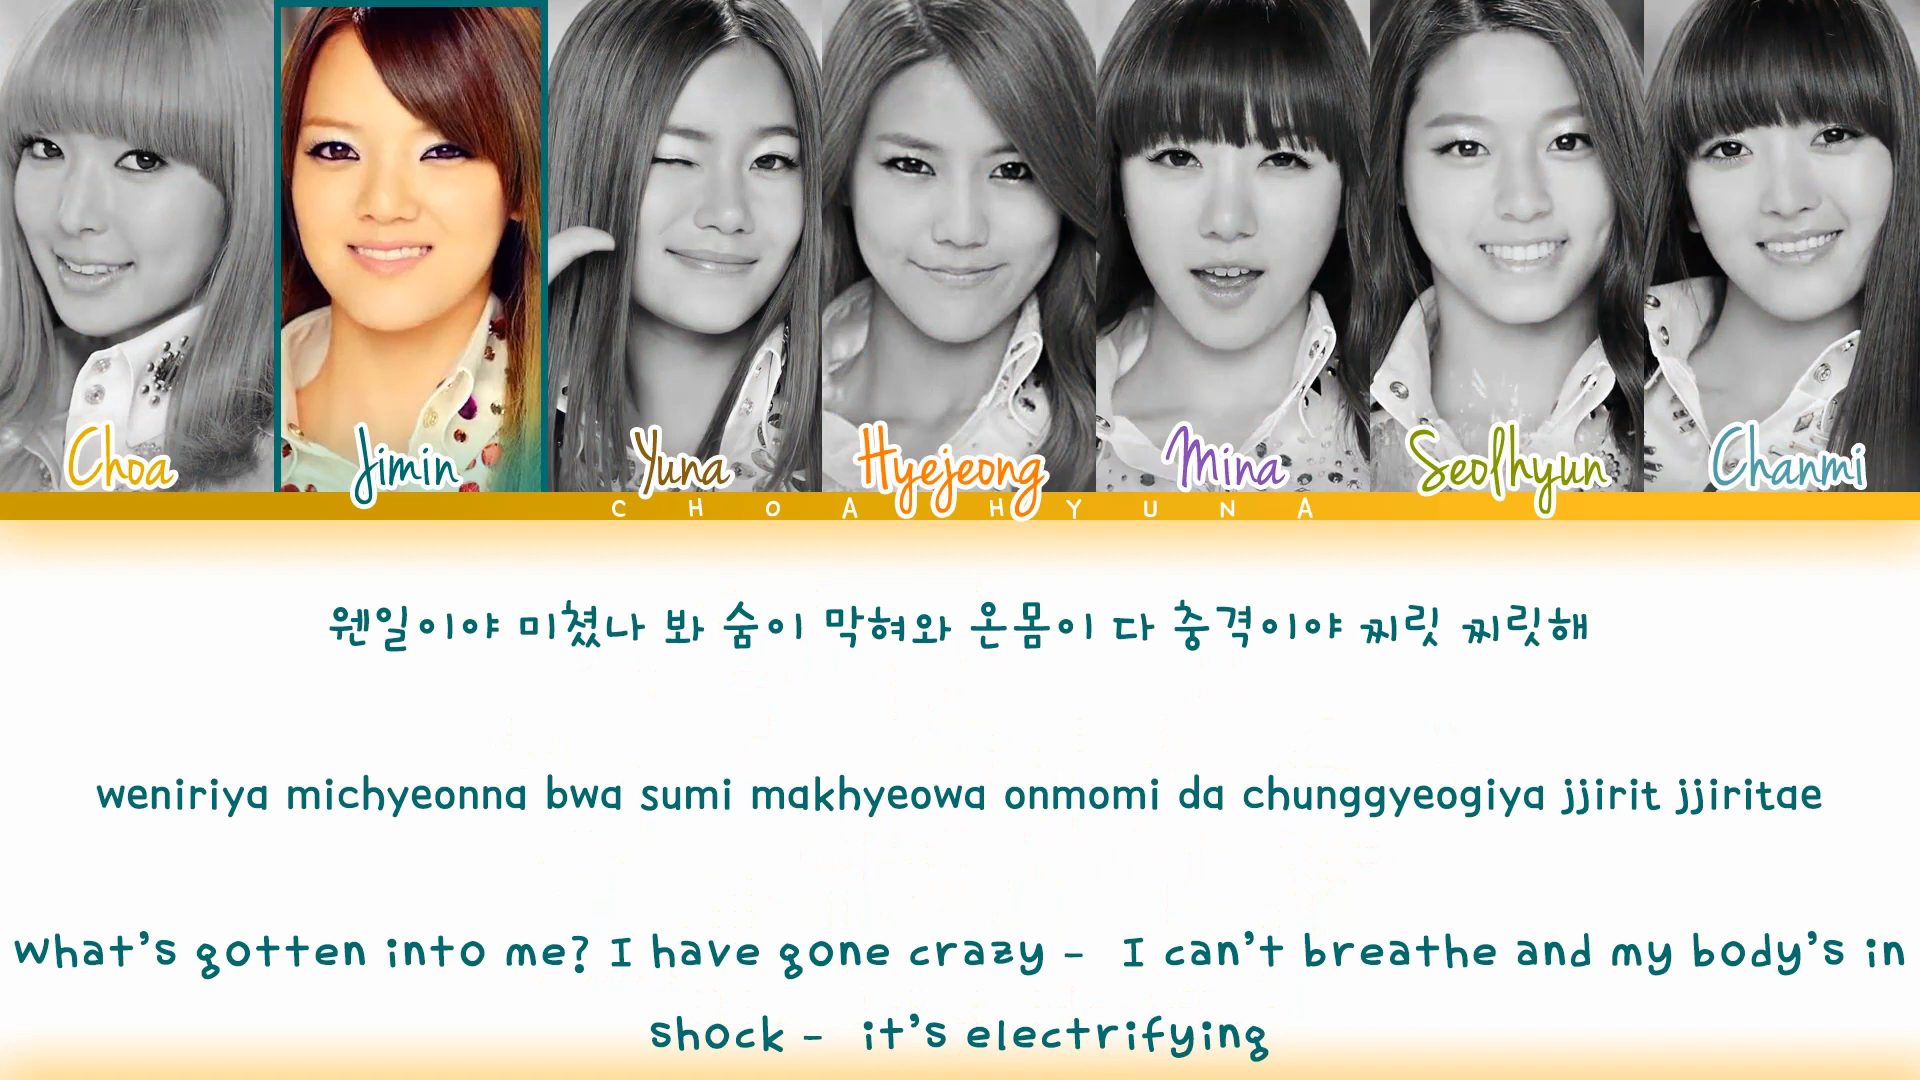 Choa
Jimin
Yuna
Hyejeong
Mina
Seolhyun
Chanmi
CHOAHYUNA
웬일이야 미쳤나 봐 숨이 막혀와 온몸이 다 충격이야 찌릿 찌릿해
weniriya michyeonna bwa sumi makhyeowa onmomi da chunggyeogiya jjirit jjiritae
what's gotten into me? I have gone crazy - I can't breathe and my body's in
shock - it's electrifying